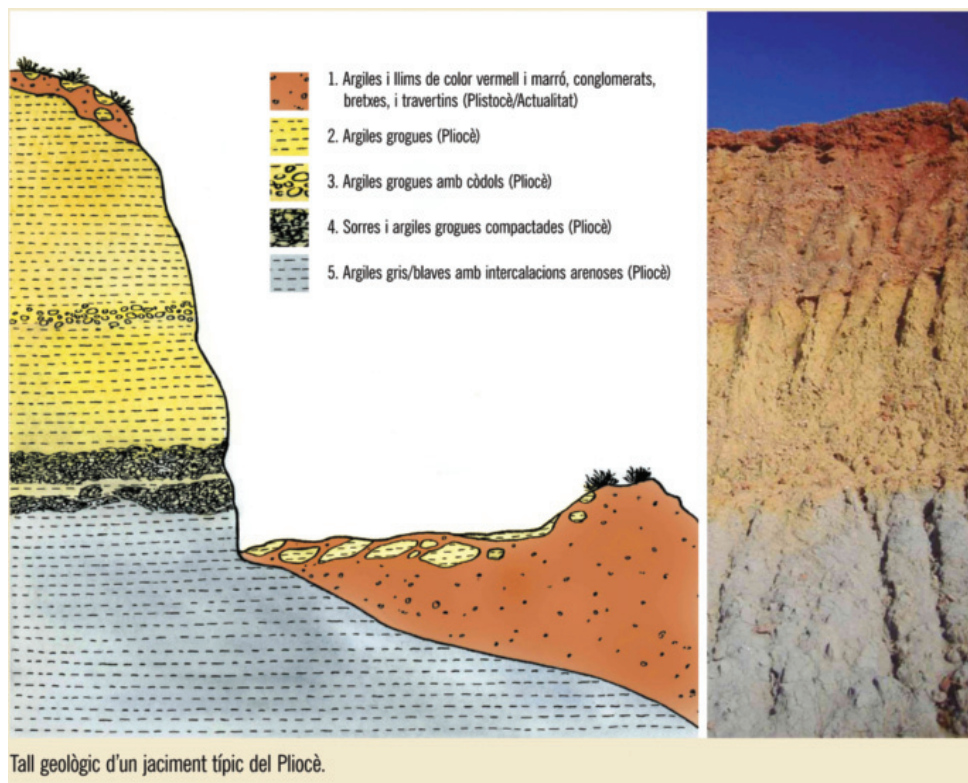 1. Argiles i llims de color vermell i marró, conglomerats,
bretxes, i travertins (Plistocè/Actualitat)
2. Argiles grogues (Pliocè)
3. Argiles grogues amb còdols (Pliocè)
4. Sorres i argiles grogues compactades (Pliocè)
5. Argiles gris/blaves amb intercalacions arenoses (Pliocè)
Tall geològic d'un jaciment típic del Pliocè.